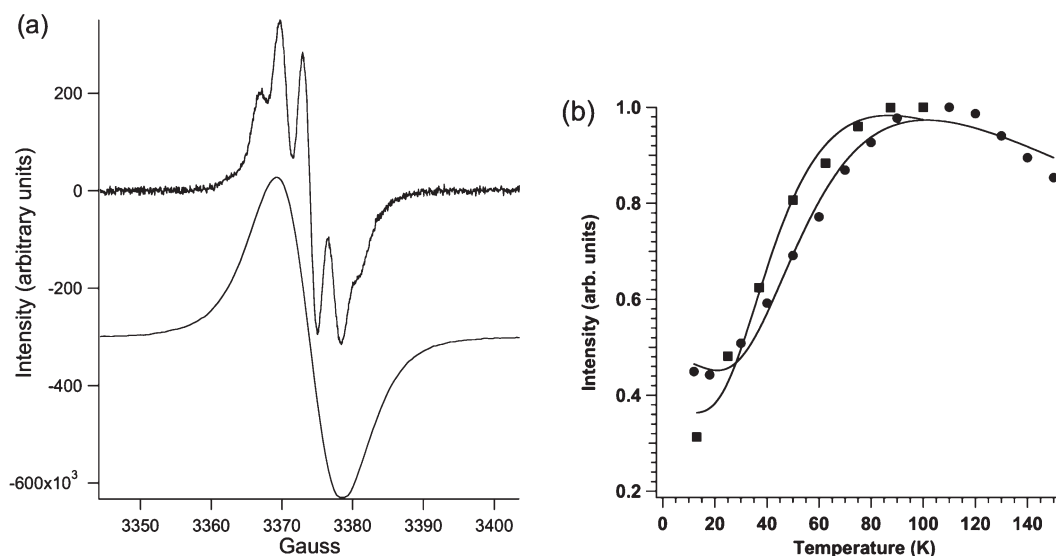 (a)
Intensity (arbitrary units)
200
0
-200
-400
-600x10³
3350 3360 3370 3380 3390 3400
Gauss
(b)
Intensity (arb. units)
1.0
0.8
0.6
0.4
0.2
0 20 40 60 80 100 120 140
Temperature (K)